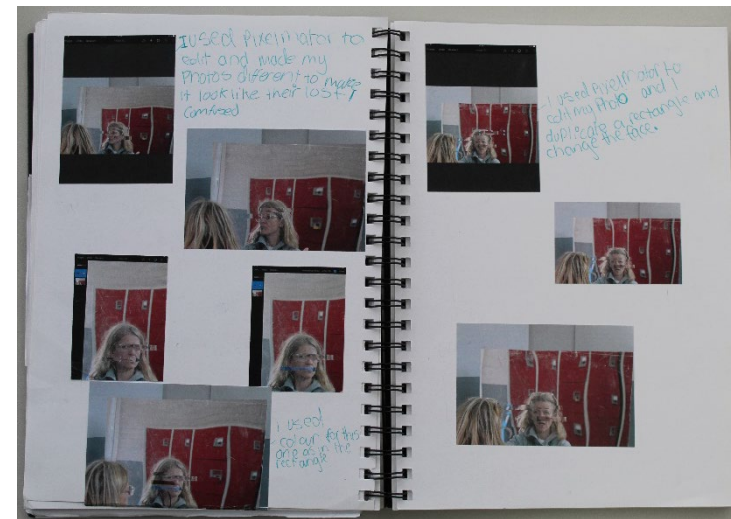 I used Pixelmator to
edit and made my
Photos different to make
it look like their lost /
Confused
i used
colour for this
one as in the
rectangle
i used Pixelmator to
edit my Photo and I
duplicate a rectangle and
change the face.